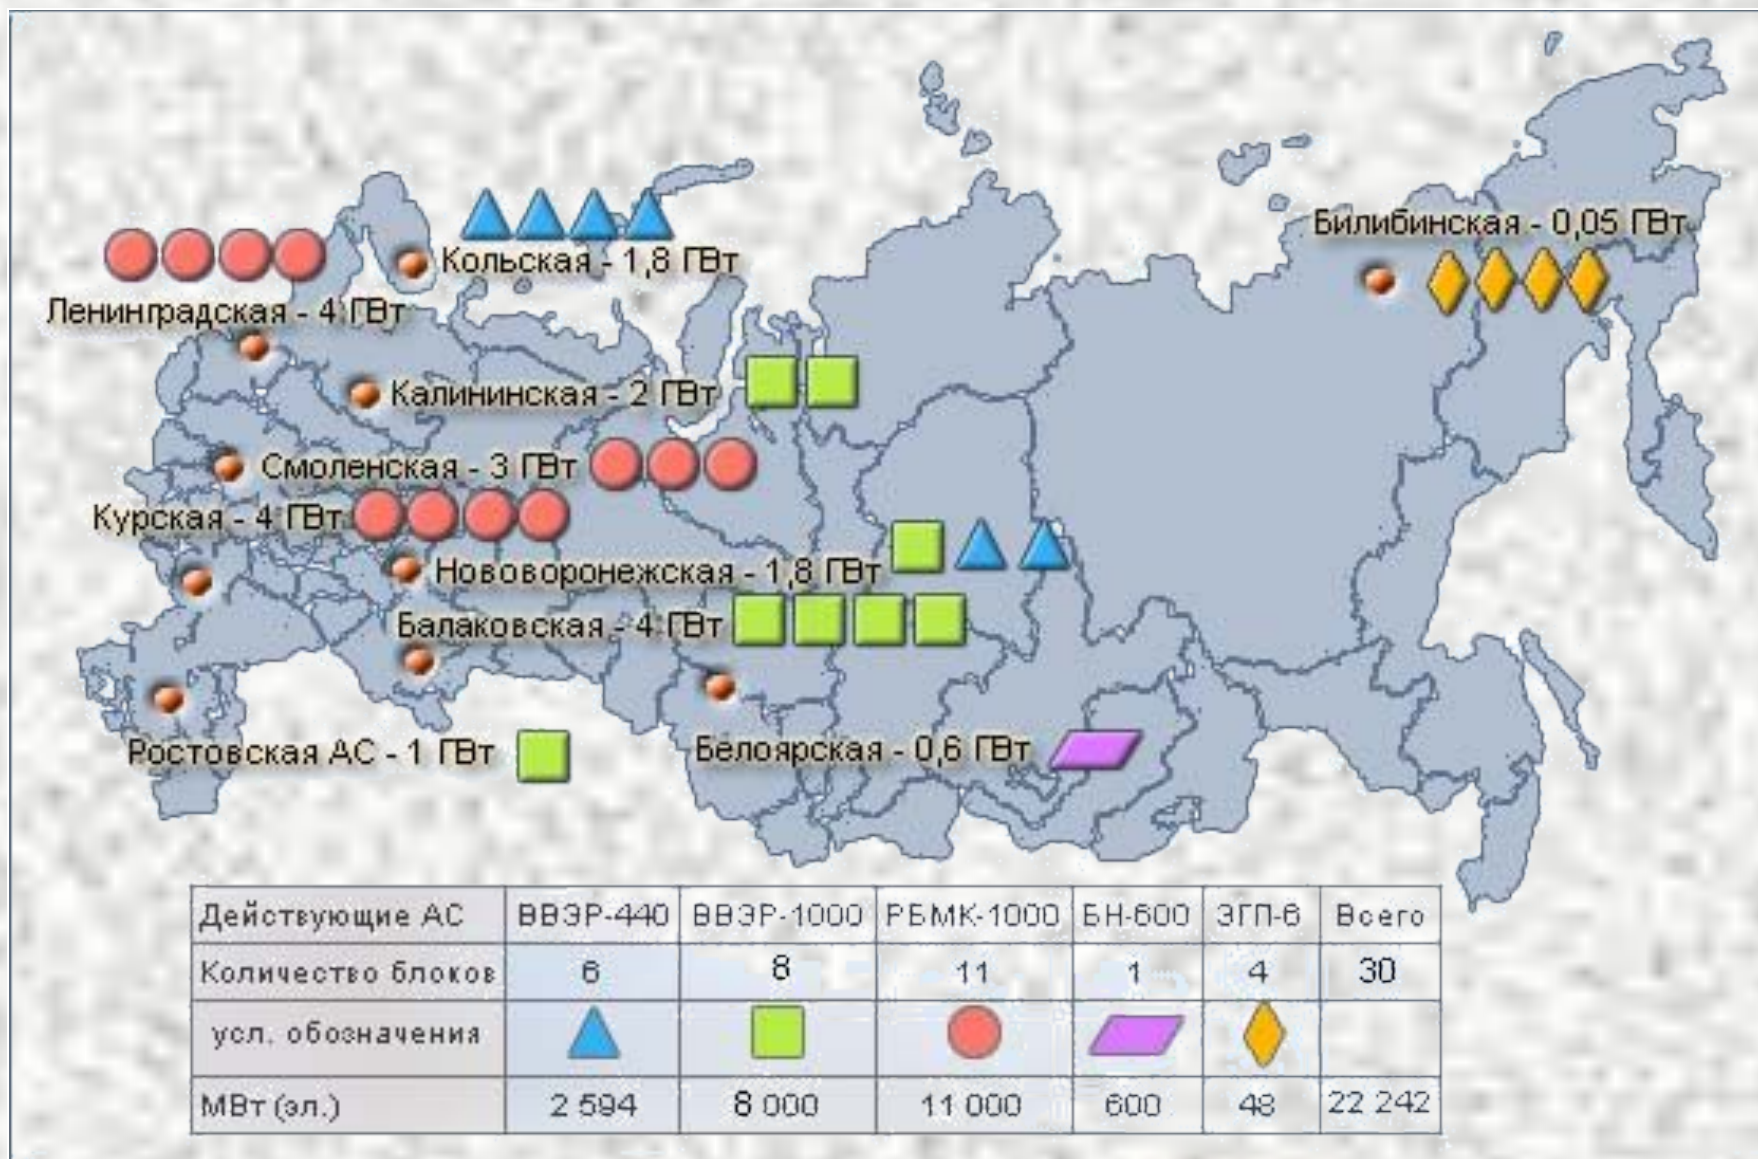 Билибинская - 0,05 ГВт
Кольская - 1,8 ГВт
Ленинградская - 4 ГВт
Калининская - 2 ГВт
Смоленская - 3 ГВт
Курская - 4 ГВт
Нововоронежская - 1,8 ГВт
Балаковская - 4 ГВт
Ростовская АС - 1 ГВт
Белоярская - 0,6 ГВт
Действующие АС ВВЭР-440 ВВЭР-1000 РБМК-1000 БН-600 ЭГП-6 Всего
Количество блоков 6 8 11 1 4 30
усл. обозначения
МВт (эл.) 2 594 8 000 11 000 600 48 22 242